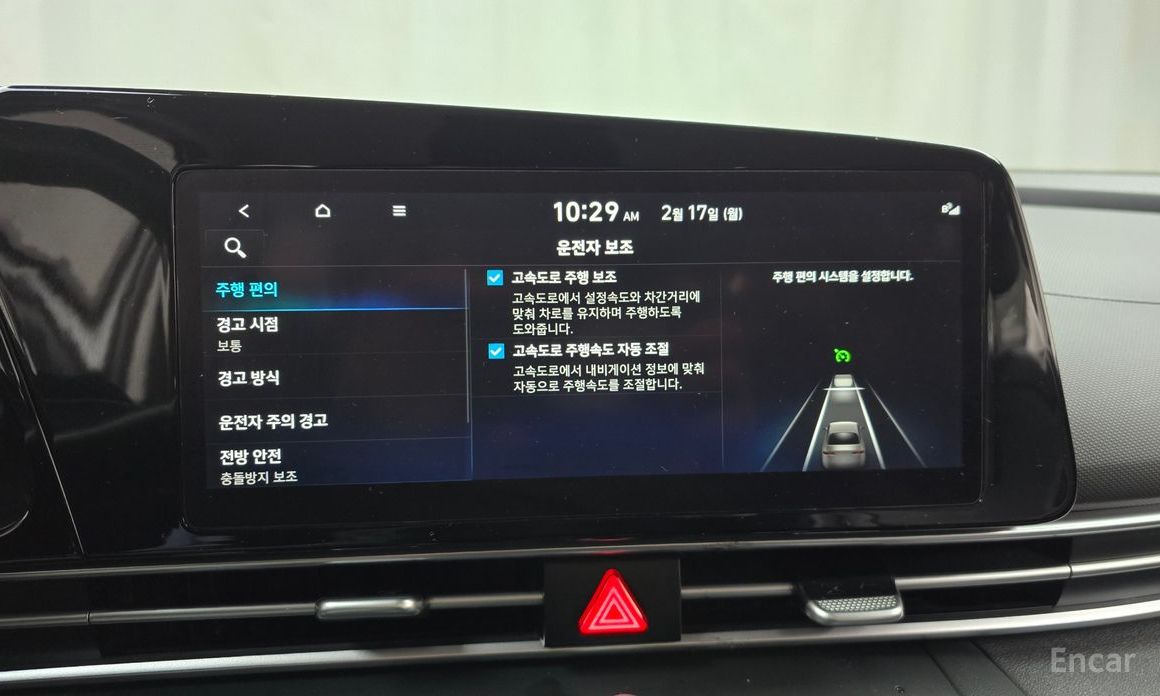 10:29 AM 2월 17일 (월)
운전자 보조
주행 편의
경고 시점
보통
경고 방식
운전자 주의 경고
전방 안전
충돌방지 보조
고속도로 주행 보조
고속도로에서 설정속도와 차간거리에
맞춰 차로를 유지하며 주행하도록
도와줍니다.
고속도로 주행속도 자동 조절
고속도로에서 내비게이션 정보에 맞춰
자동으로 주행속도를 조절합니다.
주행 편의 시스템을 설정합니다.
Encar